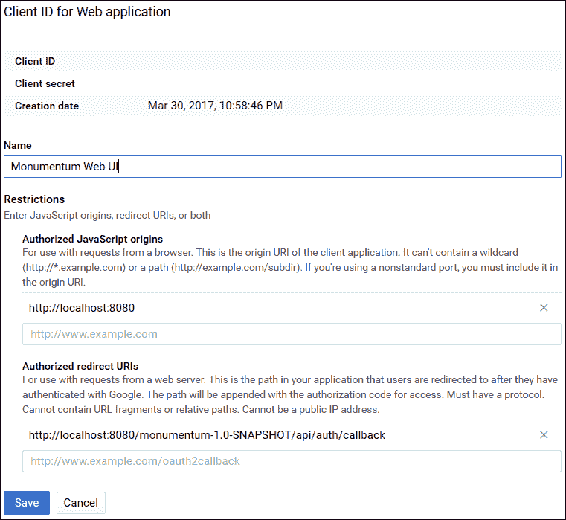 Client ID for Web application
Client ID
Client secret
Creation date Mar 30, 2017, 10:58:46 PM
Name
Monumentum Web UI
Restrictions
Enter JavaScript origins, redirect URIs, or both
Authorized JavaScript origins
For use with requests from a browser. This is the origin URI of the client application. It can't contain a wildcard
(http://*.example.com) or a path (http://example.com/subdir). If you're using a nonstandard port, you must include it in
the origin URI.
http://localhost:8080
http://www.example.com
Authorized redirect URIs
For use with requests from a web server. This is the path in your application that users are redirected to after they have
authenticated with Google. The path will be appended with the authorization code for access. Must have a protocol.
Cannot contain URL fragments or relative paths. Cannot be a public IP address.
http://localhost:8080/monumentum-1.0-SNAPSHOT/api/auth/callback
http://www.example.com/oauth2callback
Save Cancel